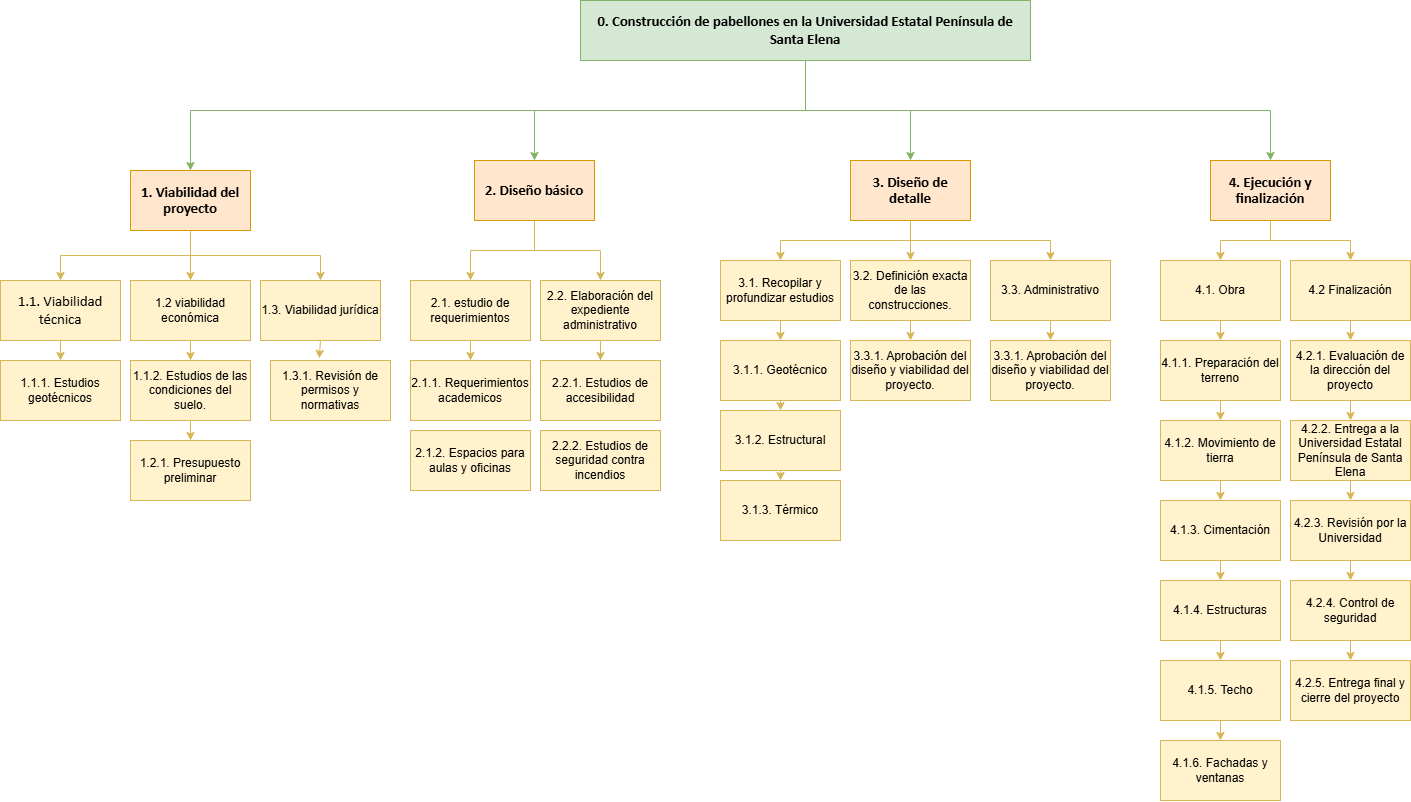 0. Construcción de pabellones en la Universidad Estatal Península de
Santa Elena
1. Viabilidad del
proyecto
1.1. Viabilidad
técnica
1.1.1. Estudios
geotécnicos
1.2 viabilidad
económica
1.1.2. Estudios de las
condiciones del
suelo.
1.2.1. Presupuesto
preliminar
1.3. Viabilidad jurídica
1.3.1. Revisión de
permisos y
normativas
2. Diseño básico
2.1. estudio de
requerimientos
2.1.1. Requerimientos
academicos
2.1.2. Espacios para
aulas y oficinas
2.2. Elaboración del
expediente
administrativo
2.2.1. Estudios de
accesibilidad
2.2.2. Estudios de
seguridad contra
incendios
3. Diseño de
detalle
3.1. Recopilar y
profundizar estudios
3.1.1. Geotécnico
3.1.2. Estructural
3.1.3. Térmico
3.2. Definición exacta
de las
construcciones.
3.3.1. Aprobación del
diseño y viabilidad del
proyecto.
3.3. Administrativo
3.3.1. Aprobación del
diseño y viabilidad del
proyecto.
4. Ejecución y
finalización
4.1. Obra
4.1.1. Preparación del
terreno
4.1.2. Movimiento de
tierra
4.1.3. Cimentación
4.1.4. Estructuras
4.1.5. Techo
4.1.6. Fachadas y
ventanas
4.2 Finalización
4.2.1. Evaluación de
la dirección del
proyecto
4.2.2. Entrega a la
Universidad Estatal
Península de Santa
Elena
4.2.3. Revisión por la
Universidad
4.2.4. Control de
seguridad
4.2.5. Entrega final y
cierre del proyecto